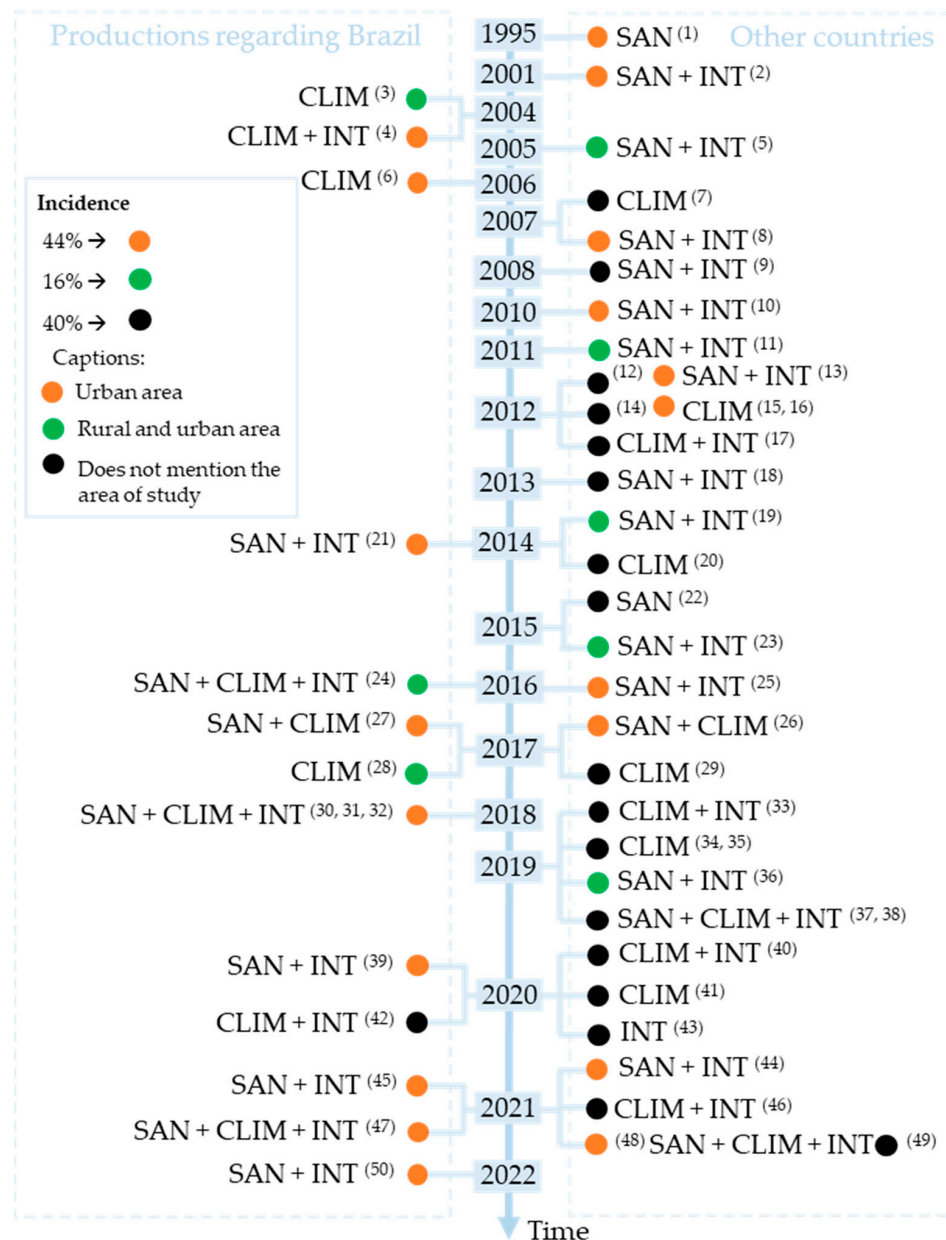 Productions regarding Brazil
Other countries
1995
SAN (1)
2001
SAN + INT (2)
CLIM (3)
2004
CLIM + INT (4)
2005
SAN + INT (5)
CLIM (6)
2006
CLIM (7)
2007
SAN + INT (8)
2008
SAN + INT (9)
2010
SAN + INT (10)
2011
SAN + INT (11)
(12) SAN + INT (13)
2012
(14) CLIM (15, 16)
CLIM + INT (17)
2013
SAN + INT (18)
Incidence
44% →
16% →
40% →
Captions:
Urban area
Rural and urban area
Does not mention the
area of study
SAN + INT (19)
SAN + INT (21)
2014
CLIM (20)
SAN (22)
2015
SAN + INT (23)
SAN + CLIM + INT (24)
2016
SAN + INT (25)
SAN + CLIM (27)
SAN + CLIM (26)
2017
CLIM (28)
CLIM (29)
SAN + CLIM + INT (30, 31, 32)
2018
CLIM + INT (33)
CLIM (34, 35)
2019
SAN + INT (36)
SAN + CLIM + INT (37, 38)
SAN + INT (39)
CLIM + INT (40)
2020
CLIM (41)
CLIM + INT (42)
INT (43)
SAN + INT (44)
SAN + INT (45)
2021
CLIM + INT (46)
SAN + CLIM + INT (47)
(48) SAN + CLIM + INT (49)
SAN + INT (50)
2022
Time